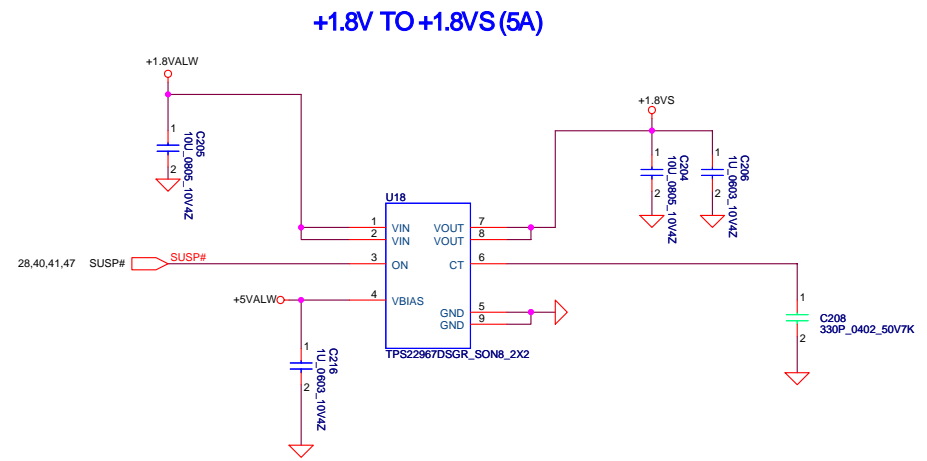 +1.8V TO +1.8VS (5A)
+1.8VALW
1
2
C205
10U_0805_10V4Z
+1.8VS
1
2
C204
10U_0805_10V4Z
1
2
C206
1U_0603_10V4Z
U18
1 VIN VOUT 7
2 VIN VOUT 8
28,40,41,47 SUSP# SUSP# 3 ON CT 6
+5VALW 4 VBIAS
GND 5
GND 9
TPS22967DSGR_SON8_2X2
1
2
C216
1U_0603_10V4Z
1
2
C208
330P_0402_50V7K